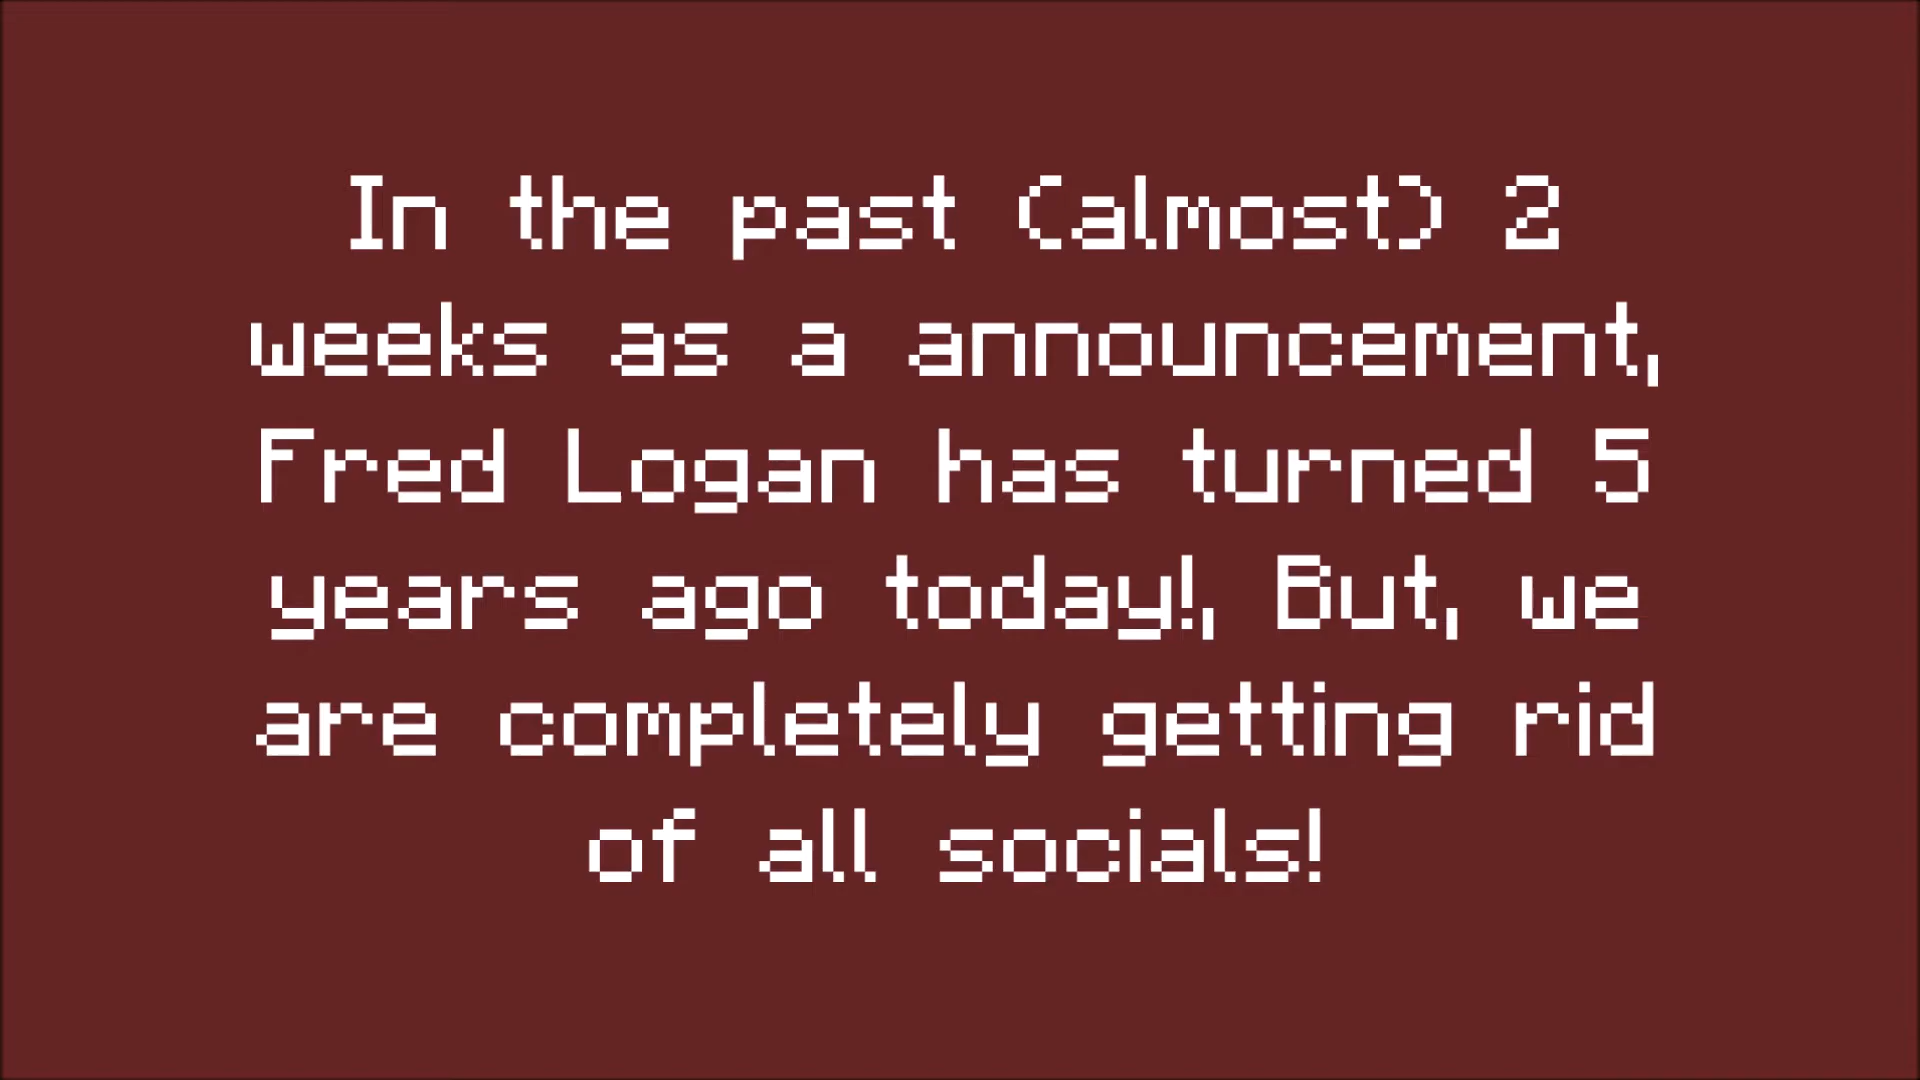 In the past (almost) 2
weeks as a announcement,
Fred Logan has turned 5
years ago today!, But, we
are completely getting rid
of all socials!